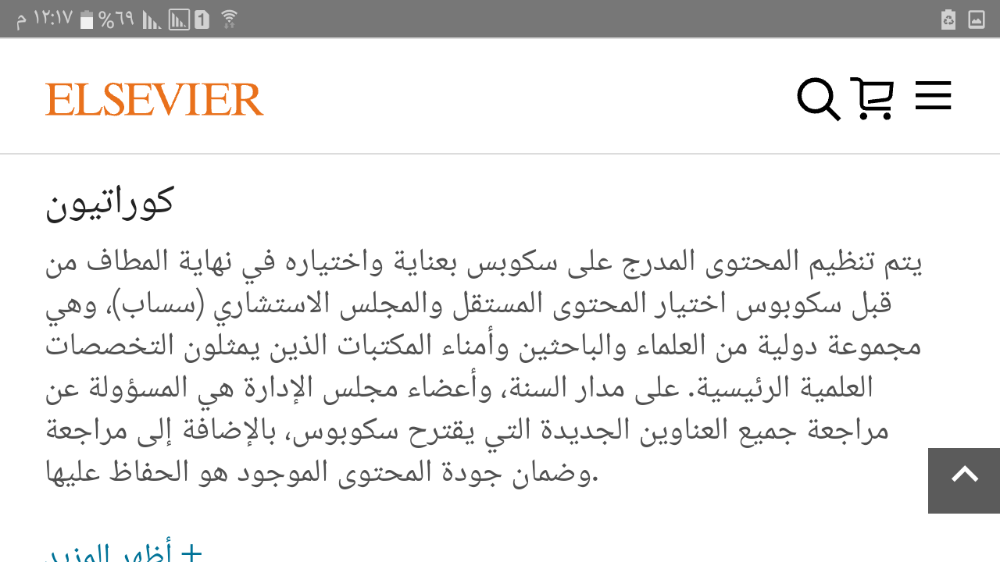 ١٢:١٧ م
٦٩%
1
ELSEVIER
كوراتيون
يتم تنظيم المحتوى المدرج على سكوبس بعناية واختياره في نهاية المطاف من
قبل سكوبوس اختيار المحتوى المستقل والمجلس الاستشاري (سساب)، وهي
مجموعة دولية من العلماء والباحثين وأمناء المكتبات الذين يمثلون التخصصات
العلمية الرئيسية. على مدار السنة، وأعضاء مجلس الإدارة هي المسؤولة عن
مراجعة جميع العناوين الجديدة التي يقترح سكوبوس، بالإضافة إلى مراجعة
وضمان جودة المحتوى الموجود هو الحفاظ عليها.
+ أظهر المزيد